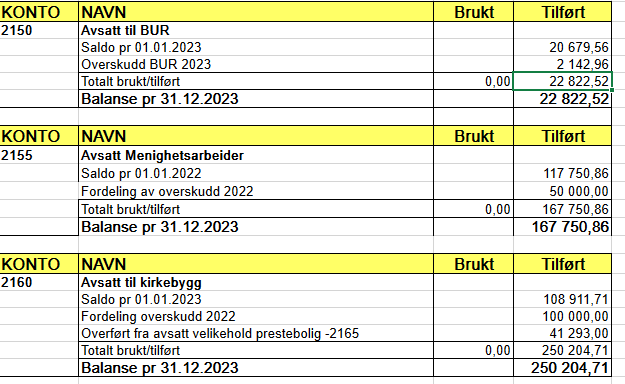 KONTO NAVN Brukt Tilført
2150 Avsatt til BUR
Saldo pr 01.01.2023 20 679,56
Overskudd BUR 2023 2 142,96
Totalt brukt/tilført 0,00 22 822,52
Balanse pr 31.12.2023 22 822,52
KONTO NAVN Brukt Tilført
2155 Avsatt Menighetsarbeider
Saldo pr 01.01.2022 117 750,86
Fordeling av overskudd 2022 50 000,00
Totalt brukt/tilført 0,00 167 750,86
Balanse pr 31.12.2023 167 750,86
KONTO NAVN Brukt Tilført
2160 Avsatt til kirkebygg
Saldo pr 01.01.2023 108 911,71
Fordeling overskudd 2022 100 000,00
Overført fra avsatt velikehold prestebolig -2165 41 293,00
Totalt brukt/tilført 0,00 250 204,71
Balanse pr 31.12.2023 250 204,71